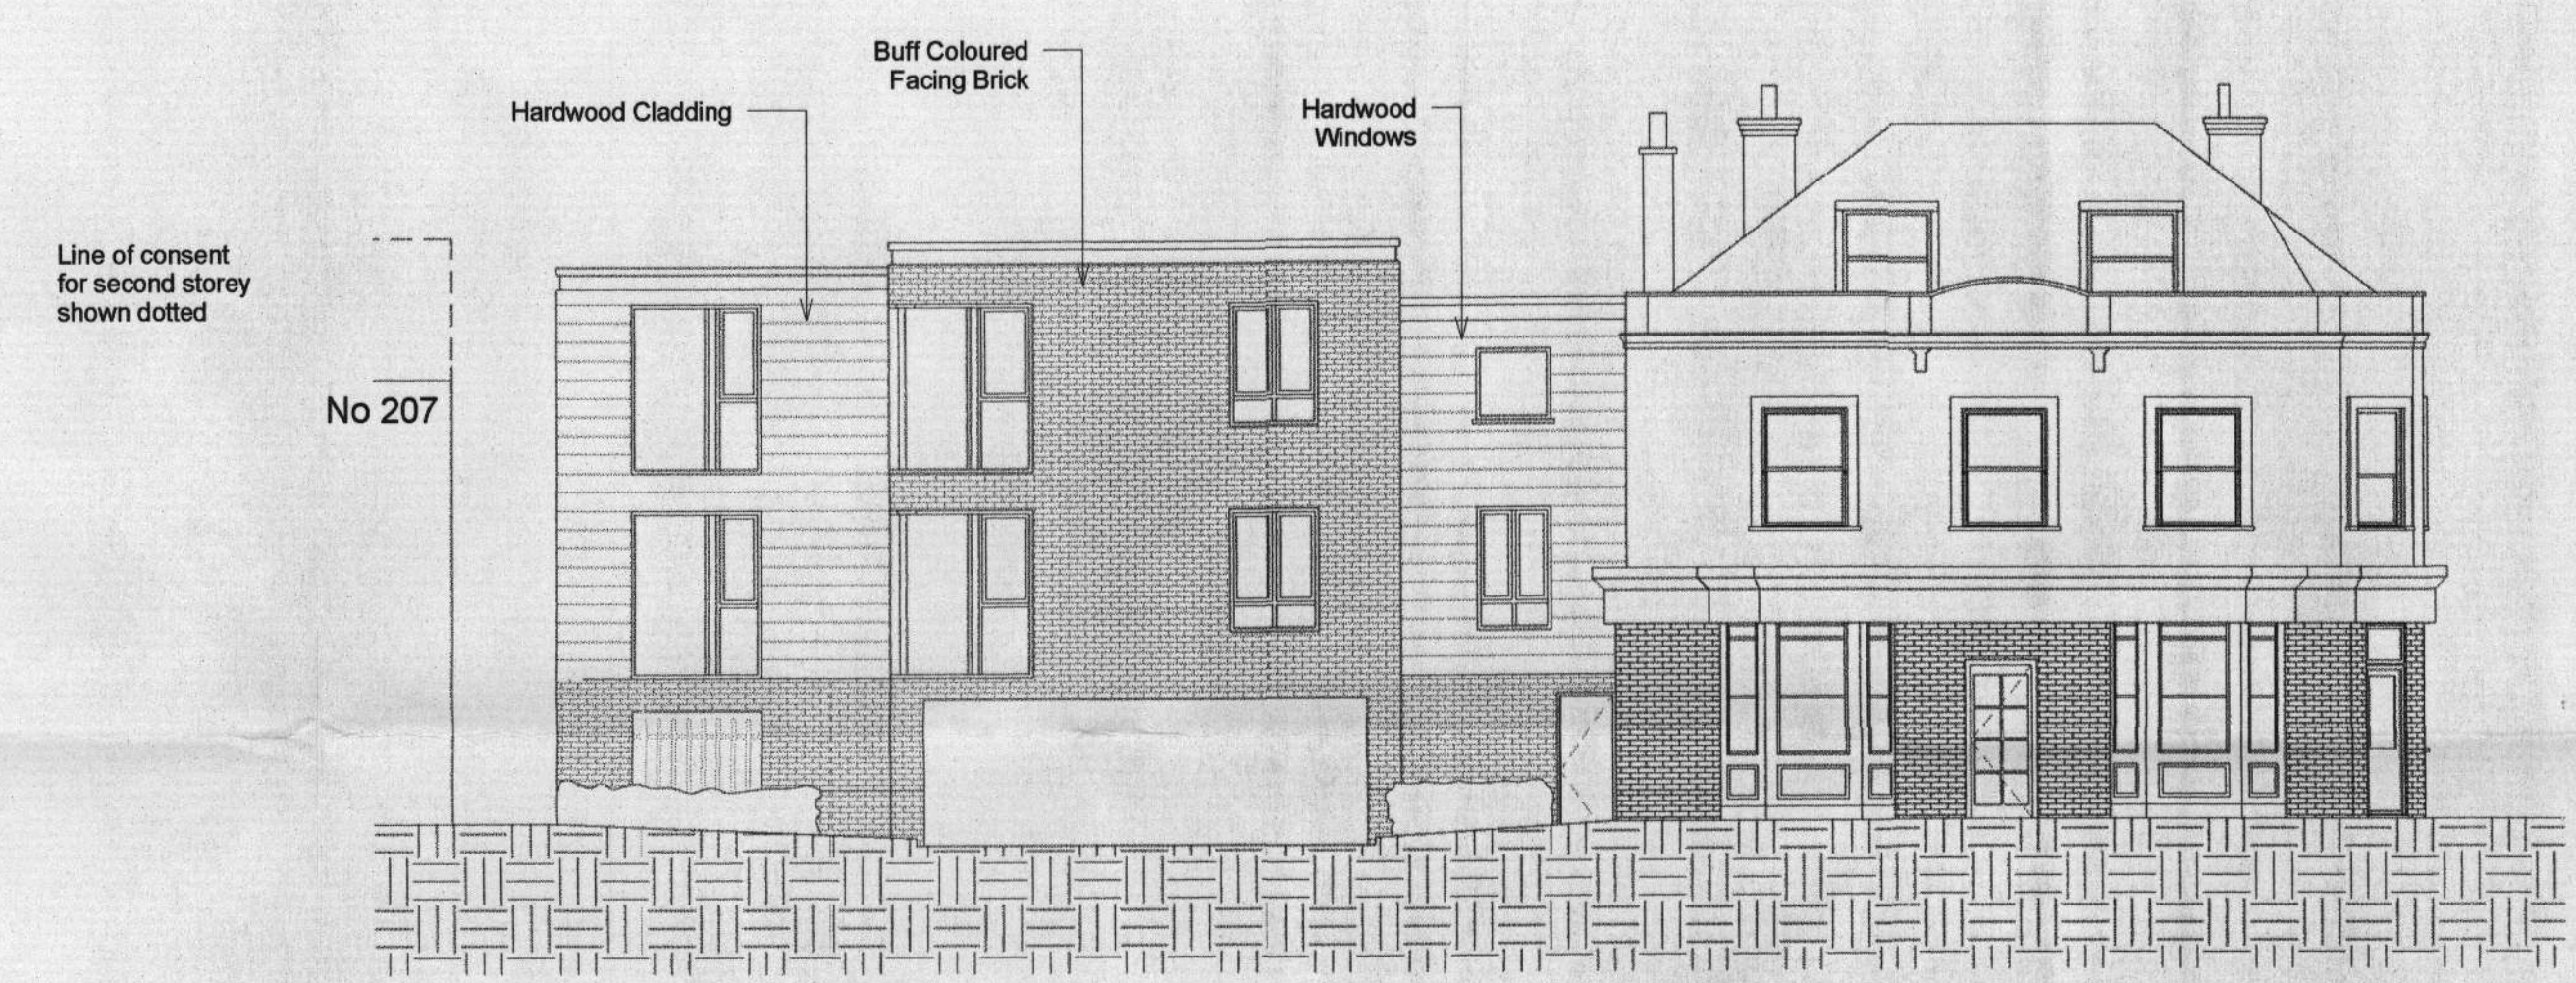 Buff Coloured
Facing Brick
Hardwood Cladding
Hardwood
Windows
Line of consent
for second storey
shown dotted
No 207